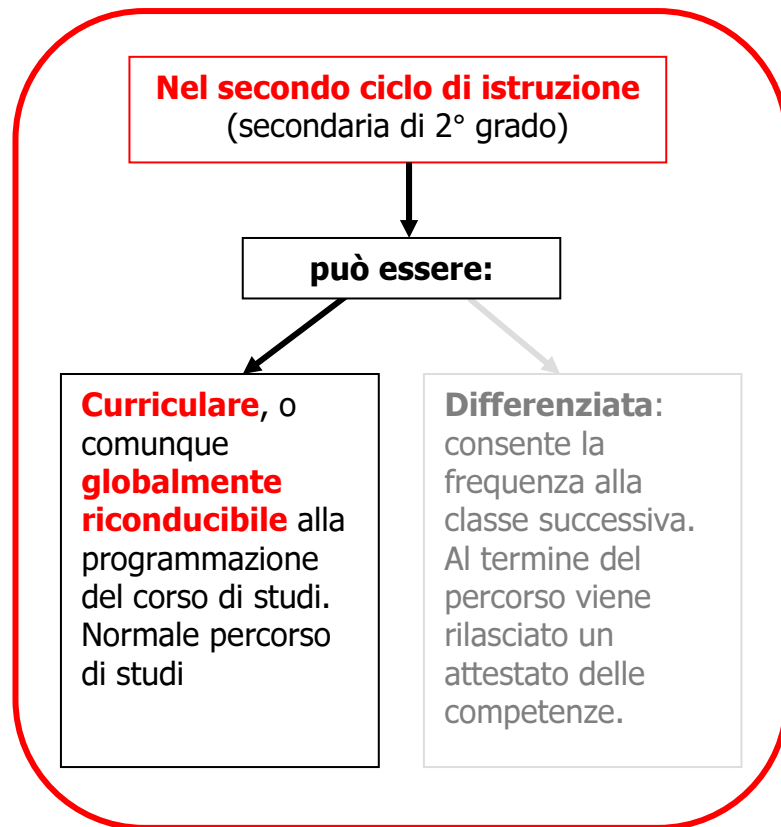 Nel secondo ciclo di istruzione
(secondaria di 2° grado)
può essere:
Curriculare, o
comunque
globalmente
riconducibile alla
programmazione
del corso di studi.
Normale percorso
di studi
Differenziata:
consente la
frequenza alla
classe successiva.
Al termine del
percorso viene
rilasciato un
attestato delle
competenze.